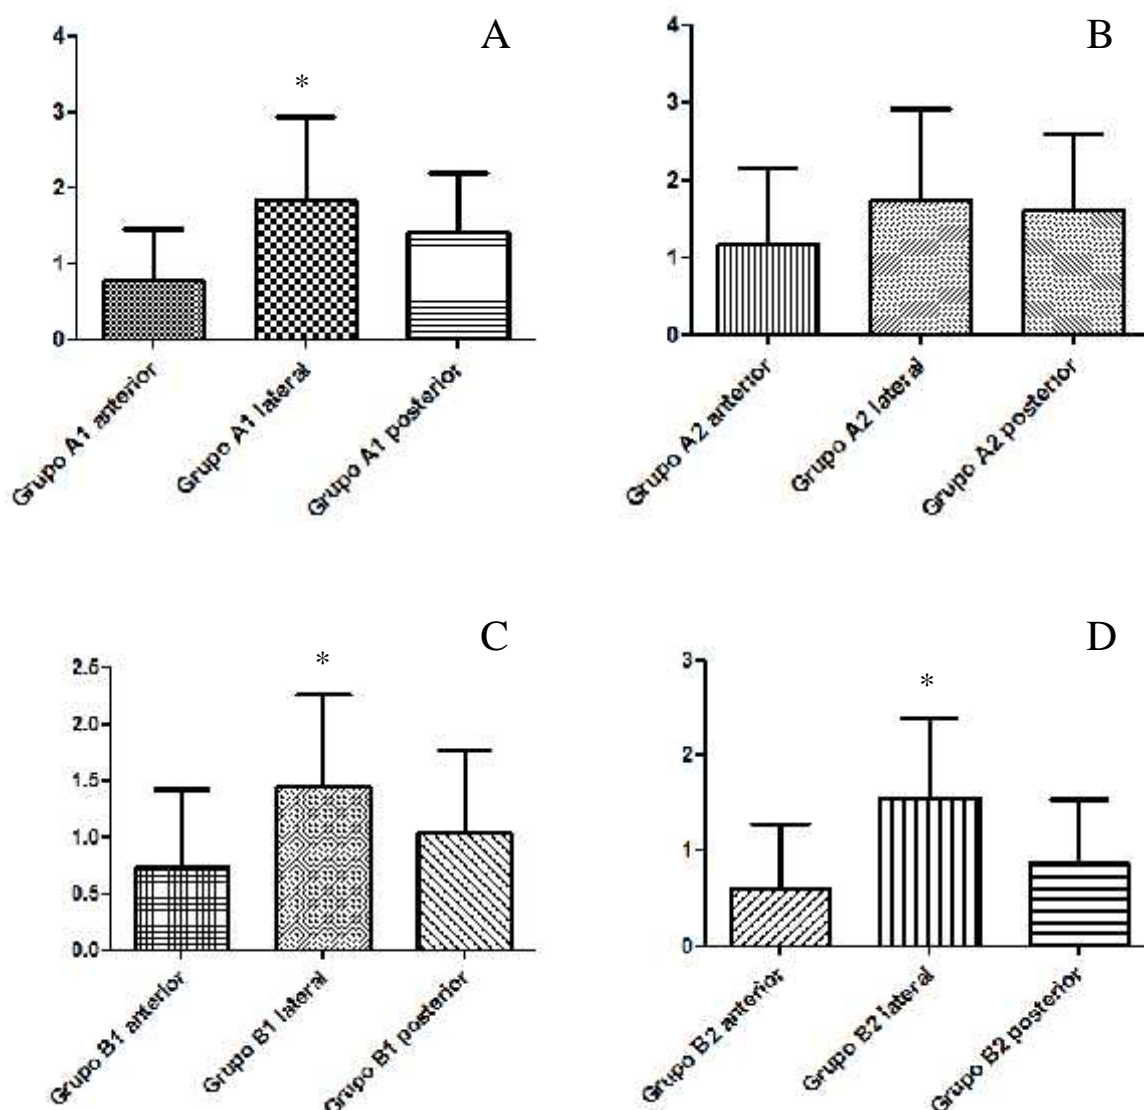 A
4
*
3
2
1
0
Grupo A1 anterior
Grupo A1 lateral
Grupo A1 posterior
B
4
3
2
1
0
Grupo A2 anterior
Grupo A2 lateral
Grupo A2 posterior
C
*
2.5
2.0
1.5
1.0
0.5
0.0
Grupo B1 anterior
Grupo B1 lateral
Grupo B1 posterior
D
3
*
2
1
0
Grupo B2 anterior
Grupo B2 lateral
Grupo B2 posterior